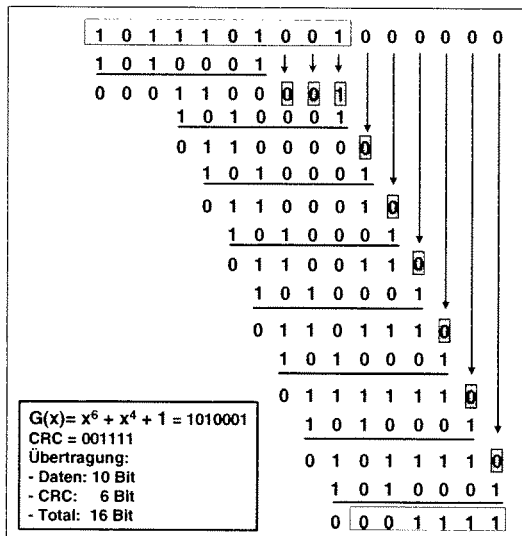 1 0 1 1 1 0 1 0 0 1 0 0 0 0 0 0
1 0 1 0 0 0 1
0 0 0 1 1 0 0 0 0 1
1 0 1 0 0 0 1
0 1 1 0 0 0 0 0
1 0 1 0 0 0 1
0 1 1 0 0 0 1 0
1 0 1 0 0 0 1
0 1 1 0 0 1 1 0
1 0 1 0 0 0 1
0 1 1 0 1 1 1 0
1 0 1 0 0 0 1
0 1 1 1 1 1 1 0
1 0 1 0 0 0 1
0 1 0 1 1 1 1 0
1 0 1 0 0 0 1
0 0 0 1 1 1 1
G(x)= x⁶ + x⁴ + 1 = 1010001
CRC = 001111
Übertragung:
- Daten: 10 Bit
- CRC: 6 Bit
- Total: 16 Bit